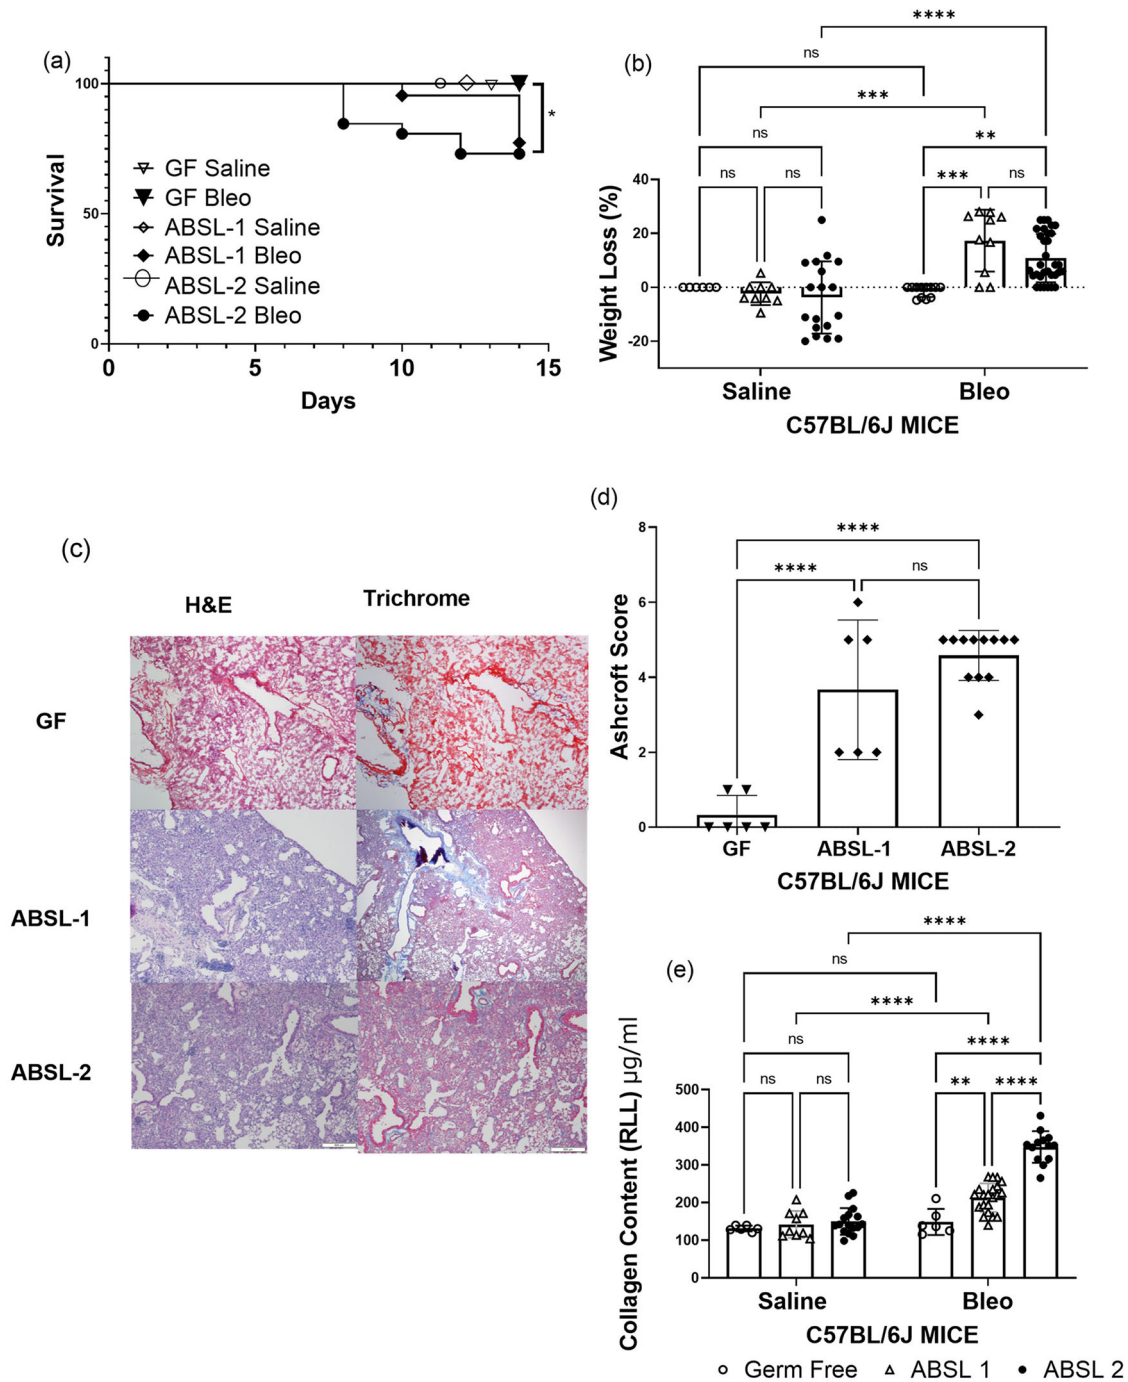 (a)
Survival
100
50
0
0
5
10
15
Days
*
GF Saline
GF Bleo
ABSL-1 Saline
ABSL-1 Bleo
ABSL-2 Saline
ABSL-2 Bleo
(b)
****
ns
***
ns
**
ns
ns
***
ns
Weight Loss (%)
40
20
0
-20
Saline
Bleo
C57BL/6J MICE
(c)
H&E
Trichrome
GF
ABSL-1
ABSL-2
(d)
****
****
ns
Ashcroft Score
8
6
4
2
0
GF
ABSL-1
ABSL-2
C57BL/6J MICE
(e)
****
ns
****
ns
****
ns
ns
**
****
Collagen Content (RLL) µg/ml
500
400
300
200
100
0
Saline
Bleo
C57BL/6J MICE
Germ Free
ABSL 1
ABSL 2